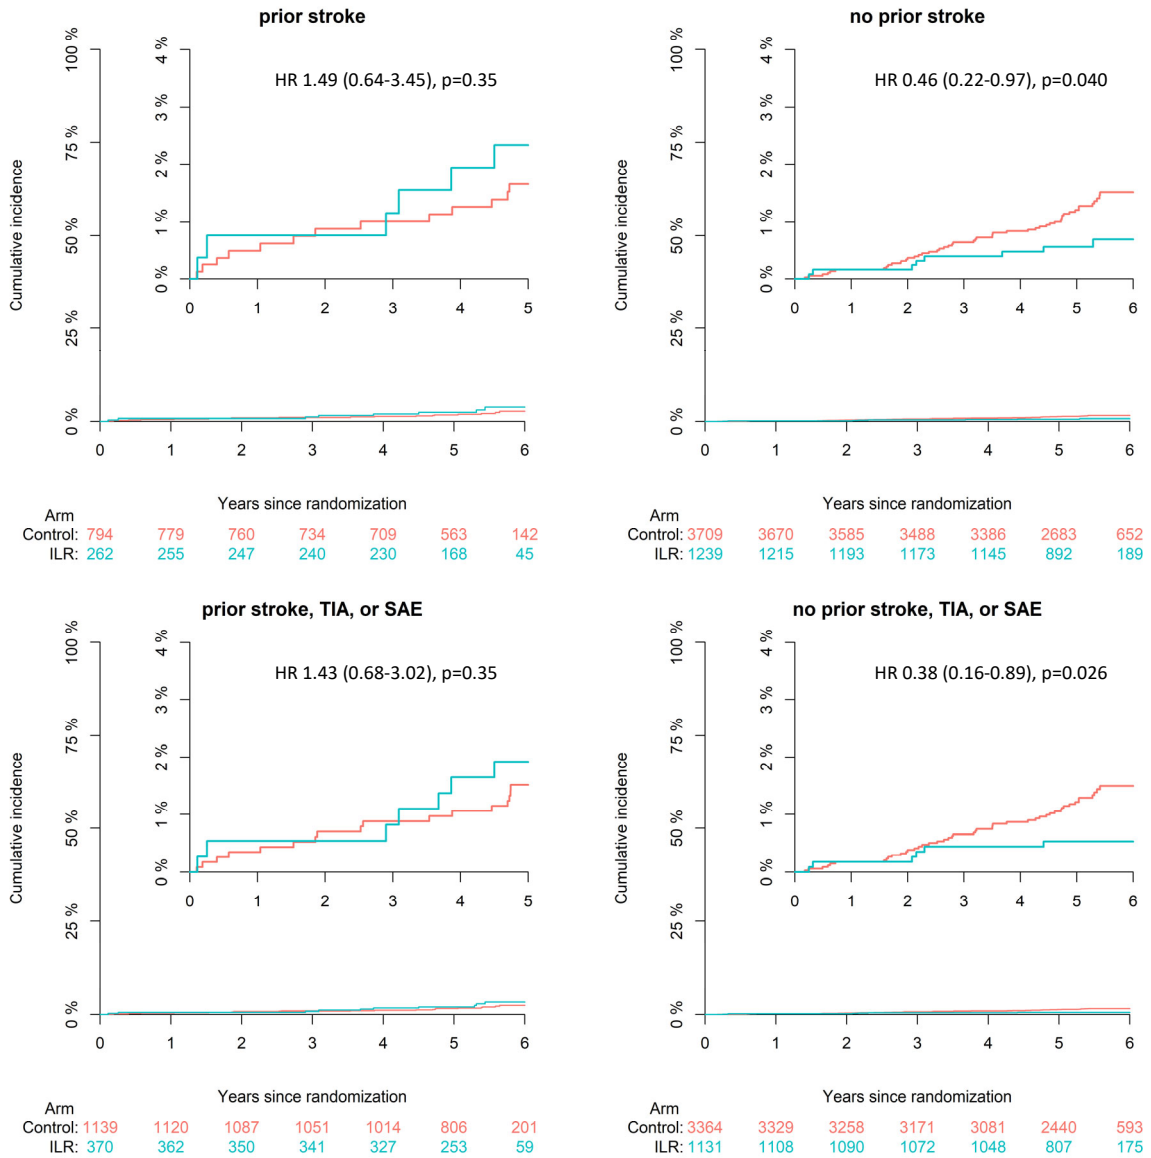 prior stroke
100 %
75 %
50 %
25 %
0 %
Cumulative incidence
4 %
3 %
2 %
1 %
0 %
HR 1.49 (0.64-3.45), p=0.35
0 1 2 3 4 5
0 1 2 3 4 5 6
Years since randomization
Arm
Control: 794 779 760 734 709 563 142
ILR: 262 255 247 240 230 168 45
no prior stroke
100 %
75 %
50 %
25 %
0 %
Cumulative incidence
4 %
3 %
2 %
1 %
0 %
HR 0.46 (0.22-0.97), p=0.040
0 1 2 3 4 5 6
0 1 2 3 4 5 6
Years since randomization
Arm
Control: 3709 3670 3585 3488 3386 2683 652
ILR: 1239 1215 1193 1173 1145 892 189
prior stroke, TIA, or SAE
100 %
75 %
50 %
25 %
0 %
Cumulative incidence
4 %
3 %
2 %
1 %
0 %
HR 1.43 (0.68-3.02), p=0.35
0 1 2 3 4 5
0 1 2 3 4 5 6
Years since randomization
Arm
Control: 1139 1120 1087 1051 1014 806 201
ILR: 370 362 350 341 327 253 59
no prior stroke, TIA, or SAE
100 %
75 %
50 %
25 %
0 %
Cumulative incidence
4 %
3 %
2 %
1 %
0 %
HR 0.38 (0.16-0.89), p=0.026
0 1 2 3 4 5 6
0 1 2 3 4 5 6
Years since randomization
Arm
Control: 3364 3329 3258 3171 3081 2440 593
ILR: 1131 1108 1090 1072 1048 807 175